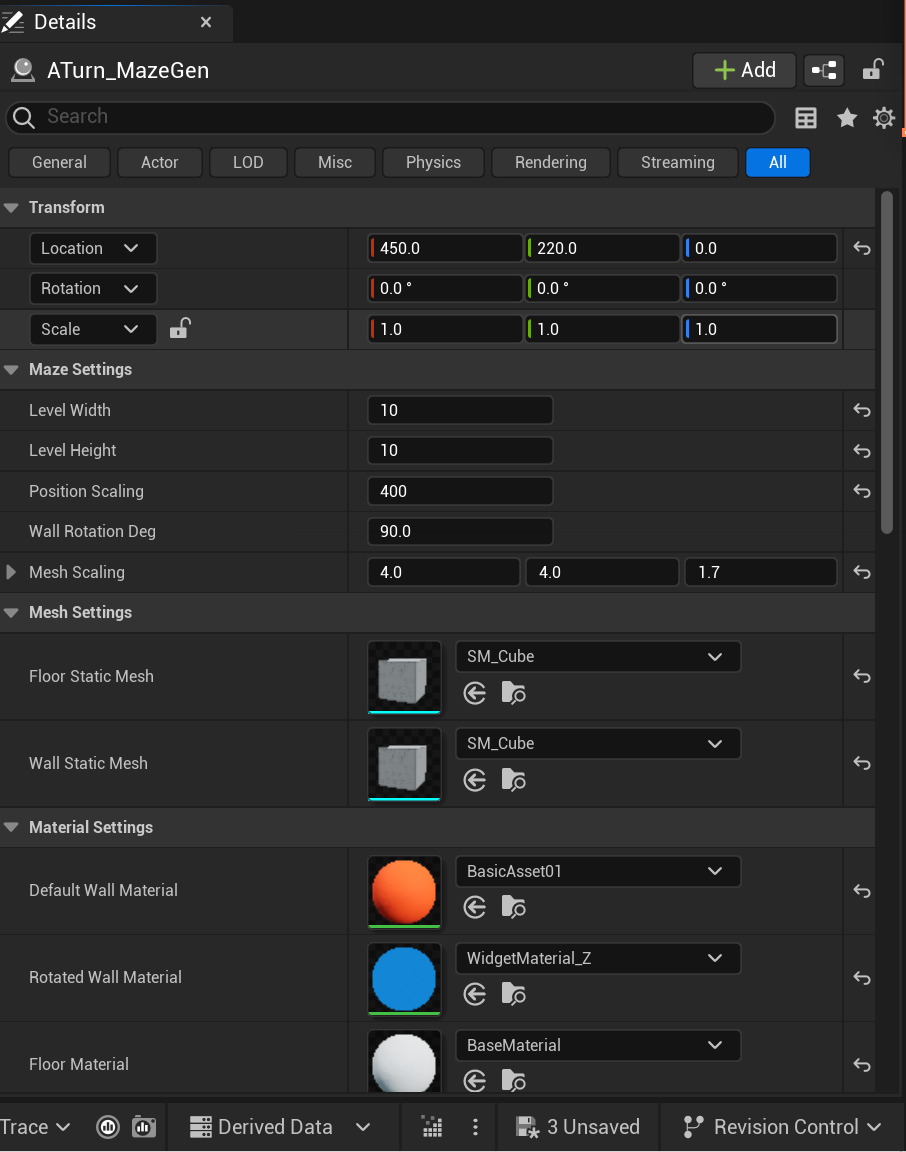 Details
ATurn_MazeGen
Add
Search
General Actor LOD Misc Physics Rendering Streaming All
Transform
Location 450.0 220.0 0.0
Rotation 0.0 ° 0.0 ° 0.0 °
Scale 1.0 1.0 1.0
Maze Settings
Level Width 10
Level Height 10
Position Scaling 400
Wall Rotation Deg 90.0
Mesh Scaling 4.0 4.0 1.7
Mesh Settings
Floor Static Mesh SM_Cube
Wall Static Mesh SM_Cube
Material Settings
Default Wall Material BasicAsset01
Rotated Wall Material WidgetMaterial_Z
Floor Material BaseMaterial
Trace Derived Data 3 Unsaved Revision Control